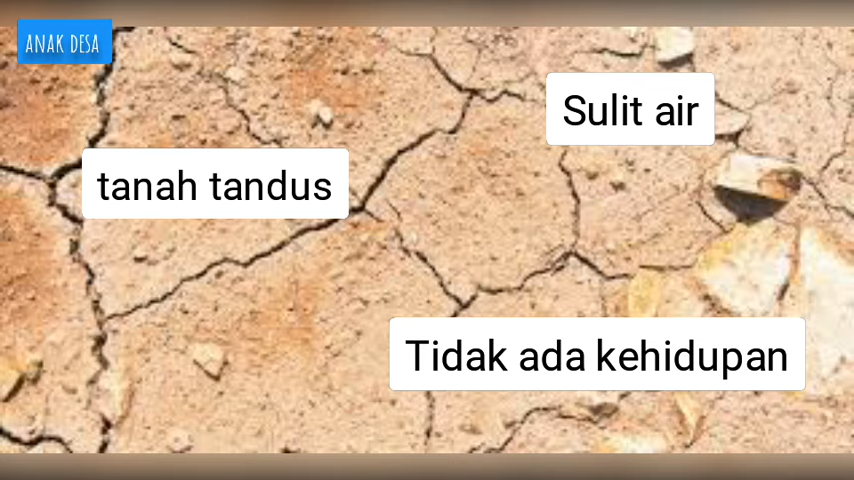 ANAK DESA
Sulit air
tanah tandus
Tidak ada kehidupan